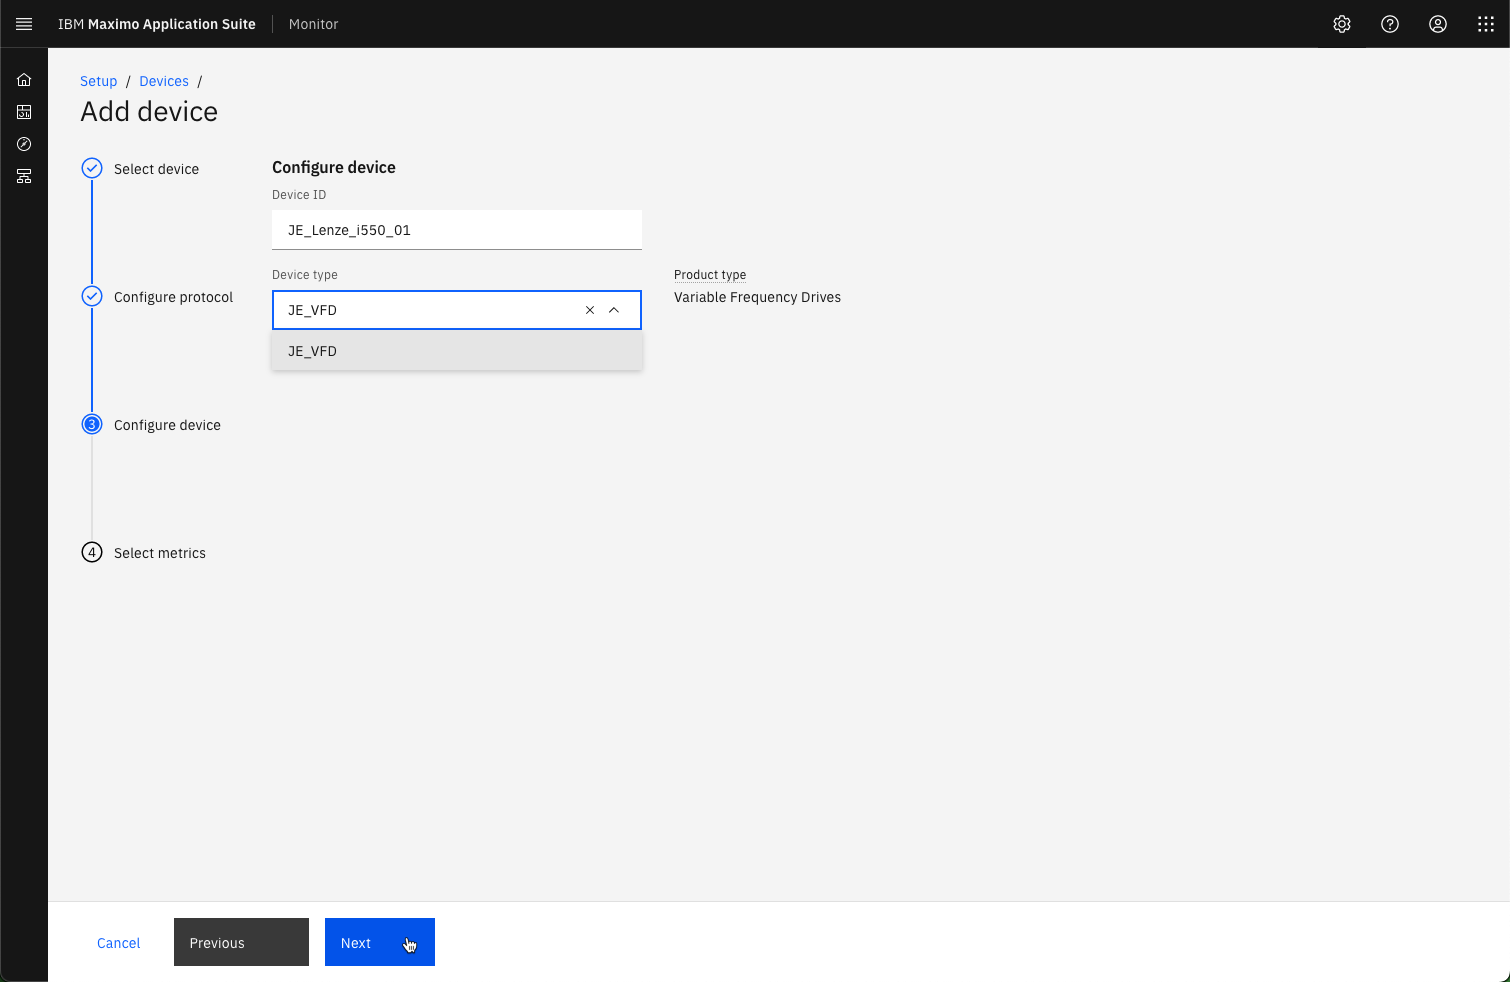 IBM Maximo Application Suite Monitor
Setup / Devices /
Add device
Select device
Configure protocol
3 Configure device
4 Select metrics
Configure device
Device ID
JE_Lenze_i550_01
Device type
JE_VFD
JE_VFD
Product type
Variable Frequency Drives
Cancel Previous Next